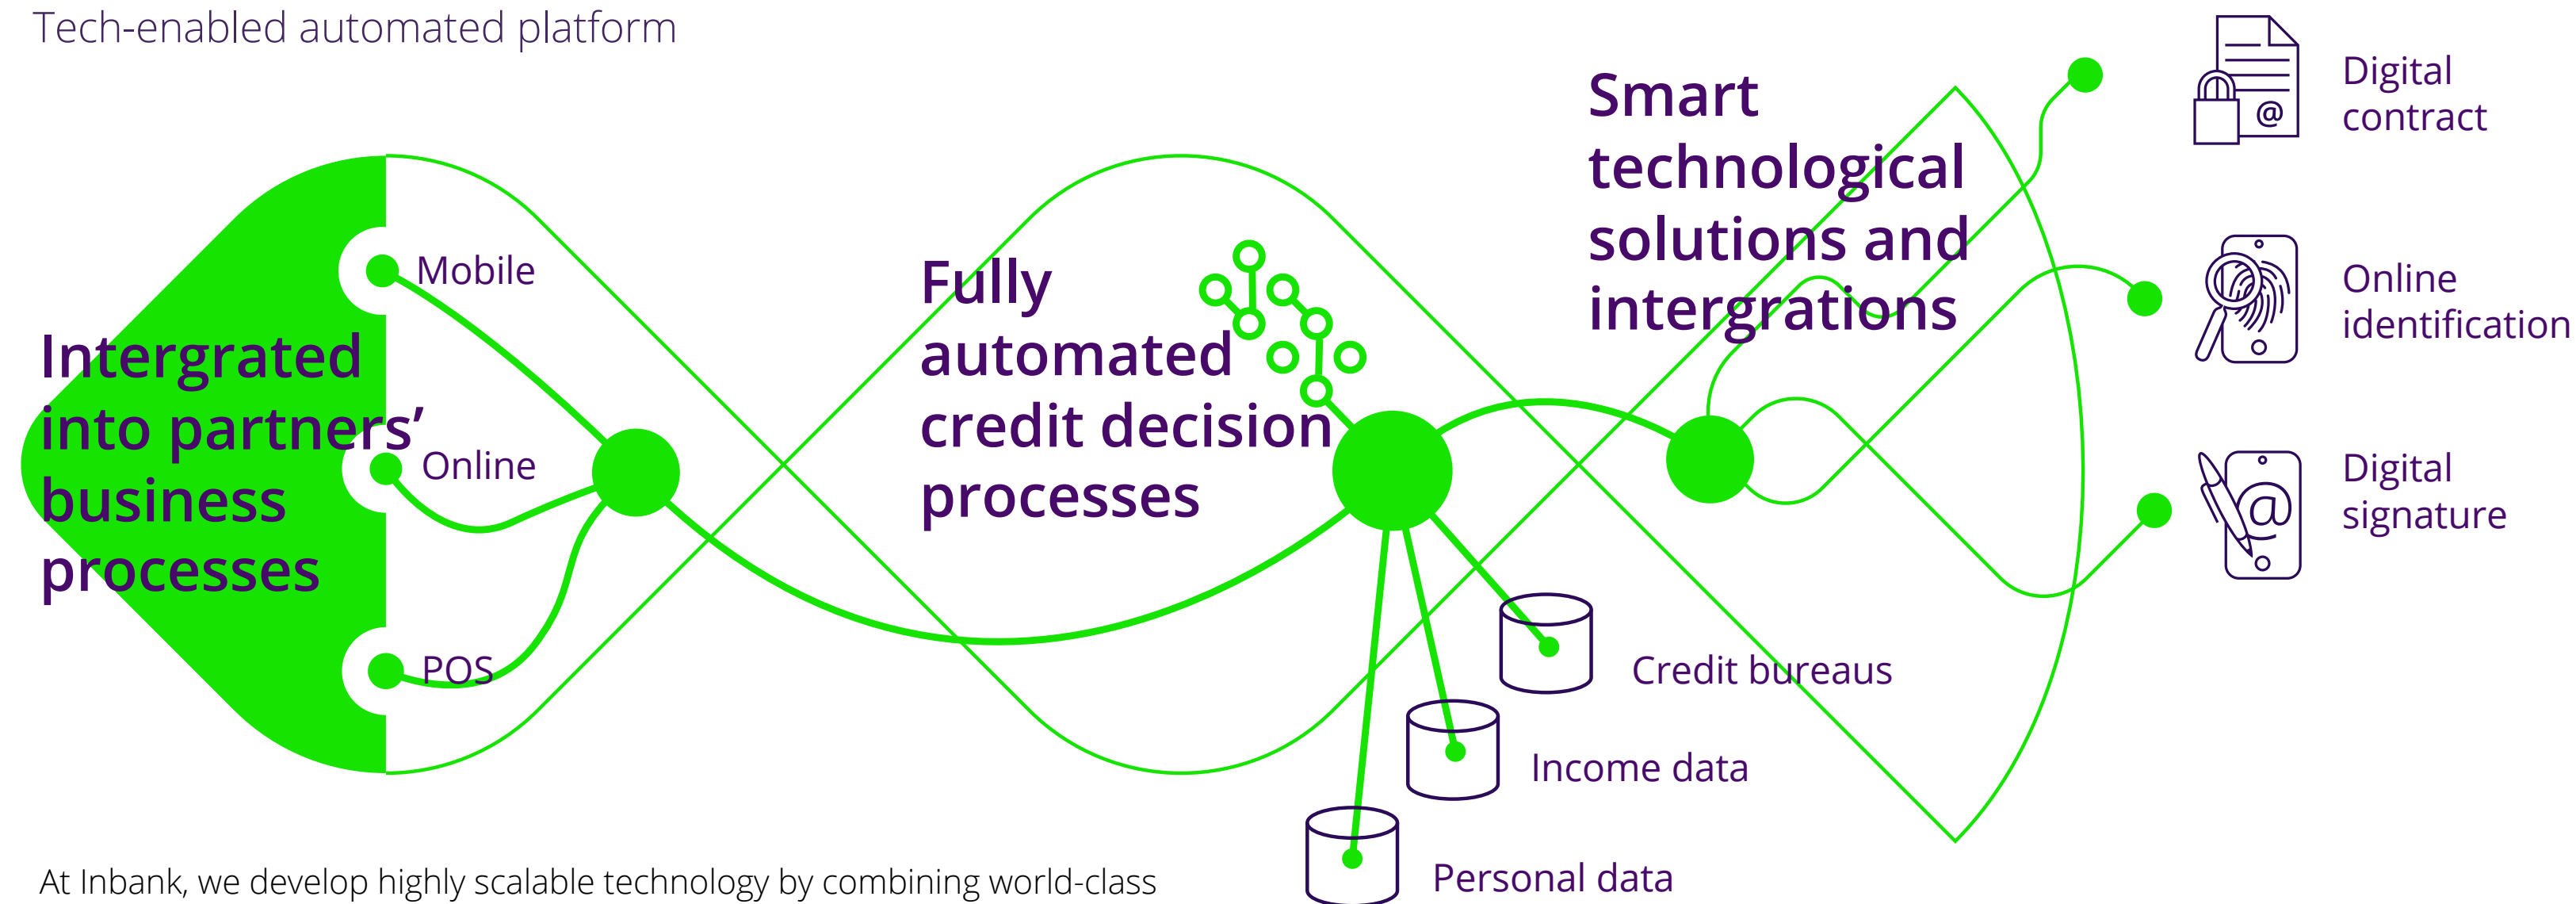 Tech-enabled automated platform
Intergrated
into partners’
business
processes
Mobile
Online
POS
Fully
automated
credit decision
processes
Smart
technological
solutions and
intergrations
Digital
contract
@
Online
identification
Digital
signature
@
Credit bureaus
Income data
Personal data
At Inbank, we develop highly scalable technology by combining world-class